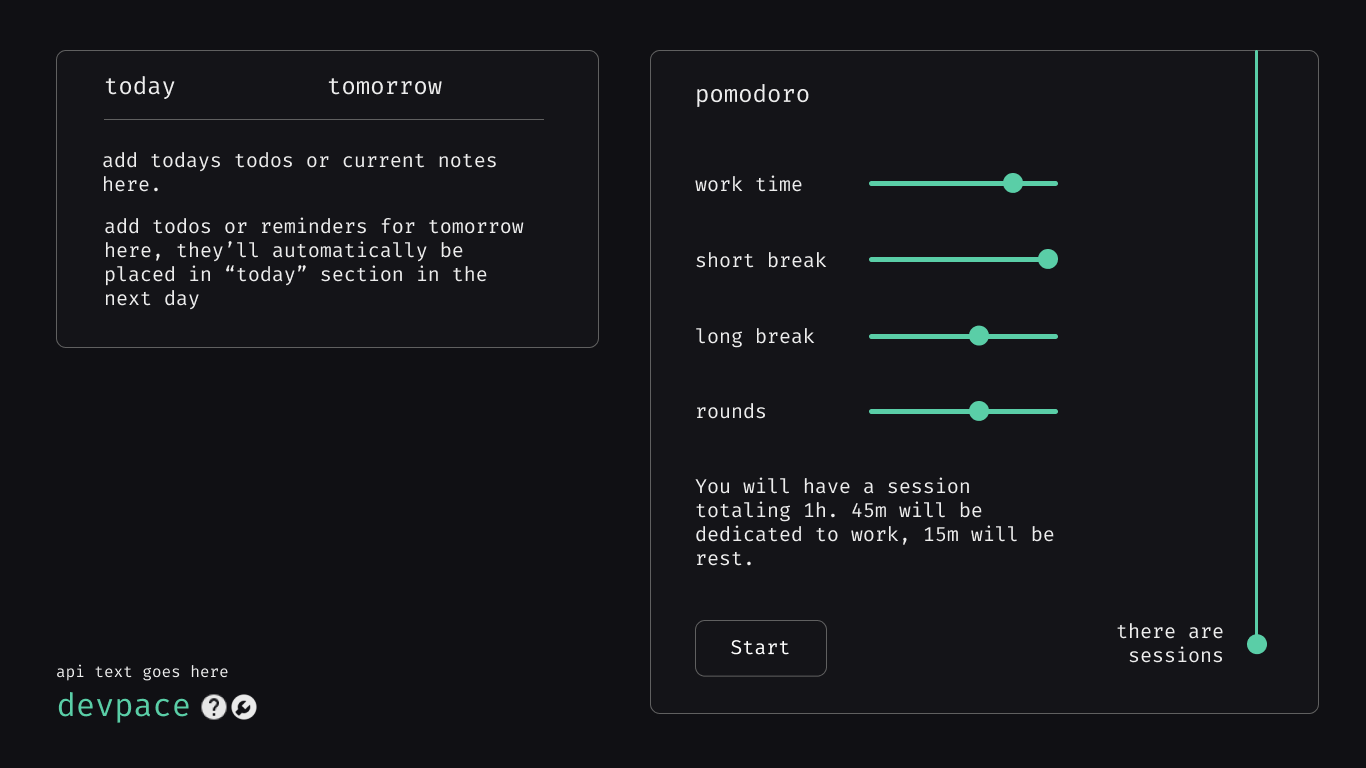 today
tomorrow
add todays todos or current notes
here.
add todos or reminders for tomorrow
here, they’ll automatically be
placed in “today” section in the
next day
api text goes here
devpace
?
pomodoro
work time
short break
long break
rounds
You will have a session
totaling 1h. 45m will be
dedicated to work, 15m will be
rest.
Start
there are
sessions